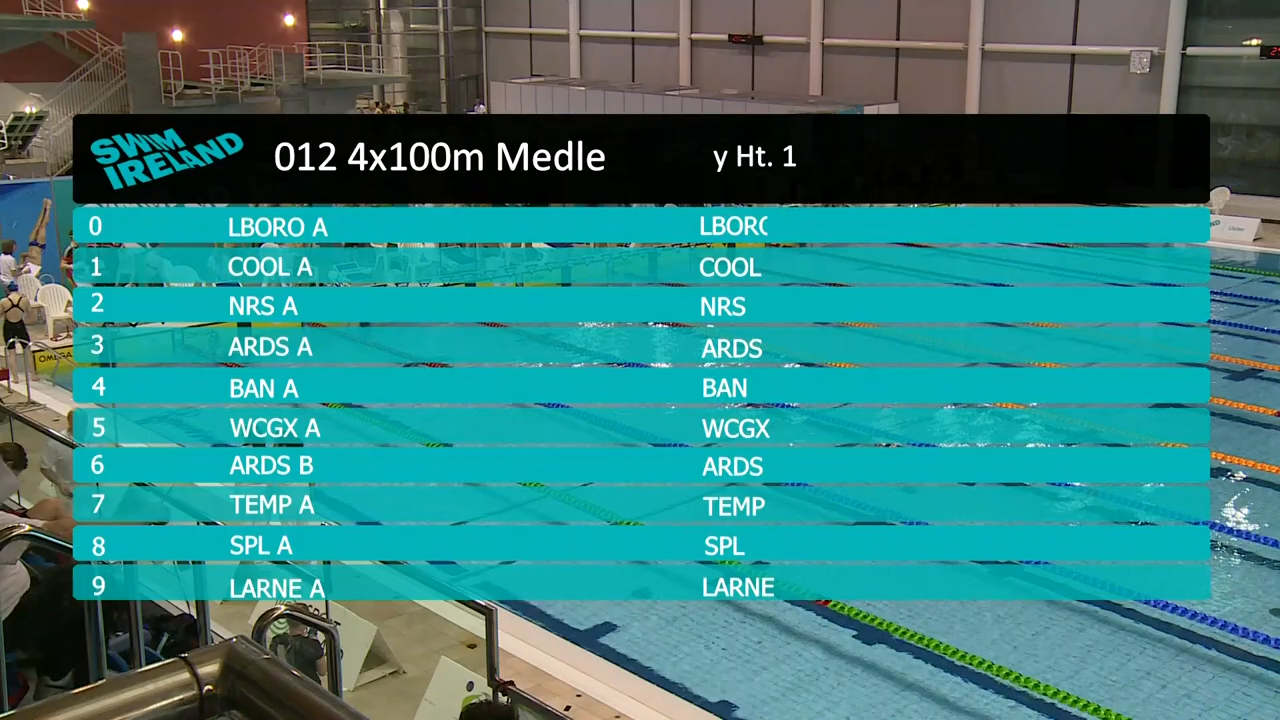 SWIM IRELAND
012 4x100m Medle y Ht. 1
0 LBORO A LBORC
1 COOL A COOL
2 NRS A NRS
3 ARDS A ARDS
4 BAN A BAN
5 WCGX A WCGX
6 ARDS B ARDS
7 TEMP A TEMP
8 SPL A SPL
9 LARNE A LARNE
OMEGA